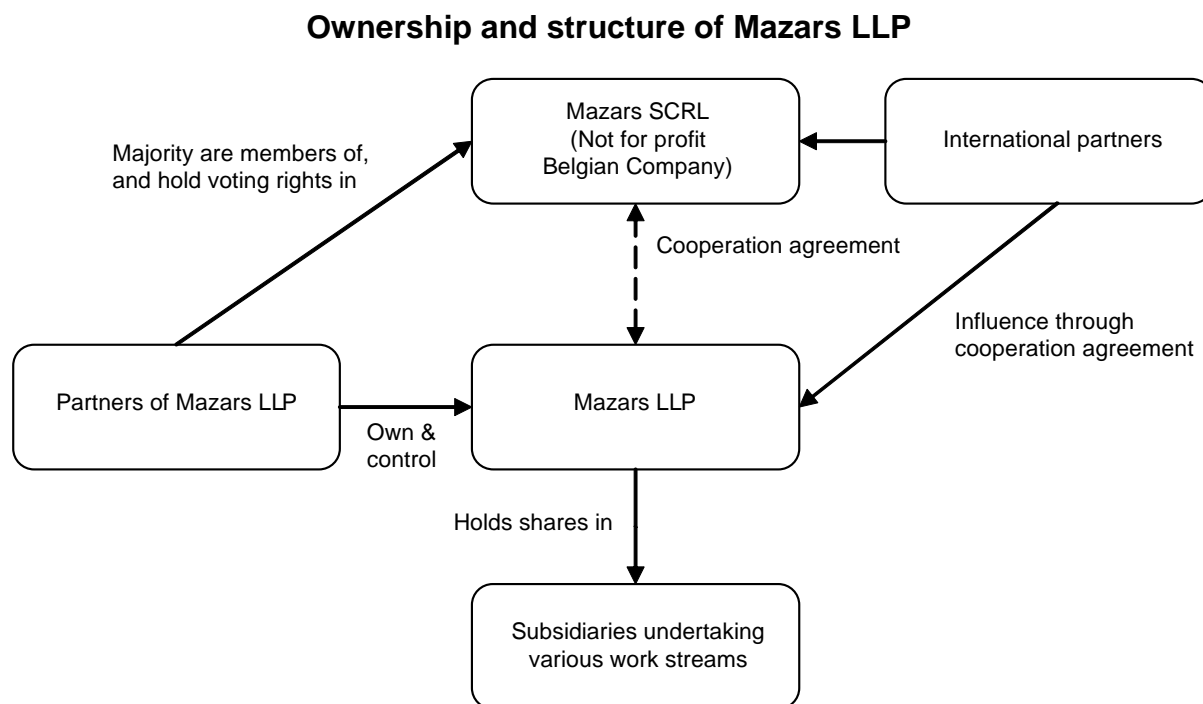 Ownership and structure of Mazars LLP
Mazars SCRL
(Not for profit
Belgian Company)
International partners
Majority are members of,
and hold voting rights in
Cooperation agreement
Influence through
cooperation agreement
Partners of Mazars LLP
Mazars LLP
Own &
control
Holds shares in
Subsidiaries undertaking
various work streams